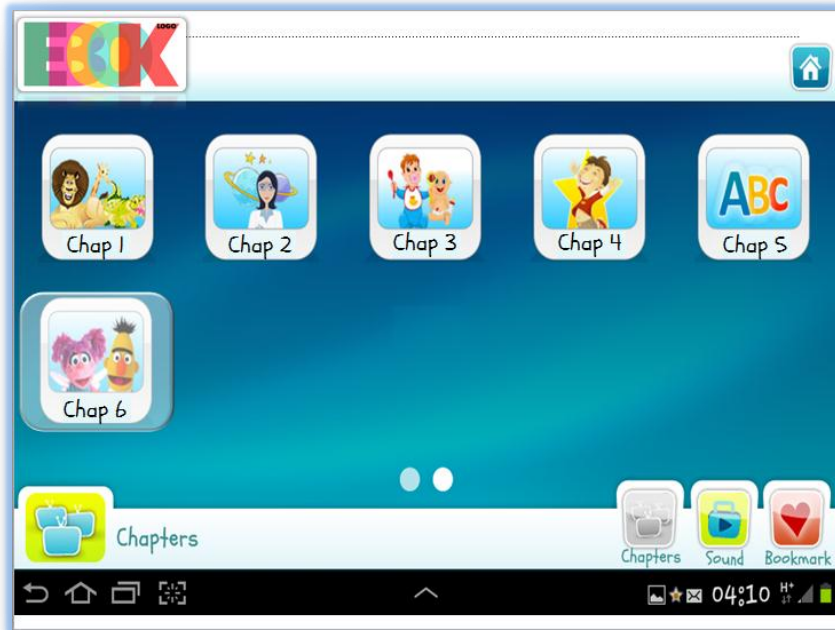 EBOOK LOGO
Chap 1 Chap 2 Chap 3 Chap 4 Chap 5
ABC
Chap 6
Chapters
Chapters Sound Bookmark
04:10 H+